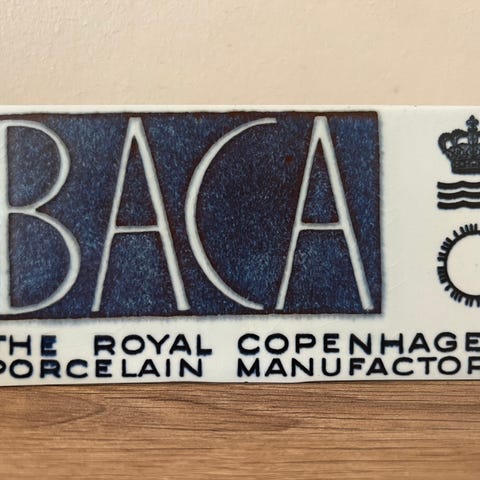 BACA
THE ROYAL COPENHAGE
PORCELAIN MANUFACTOR